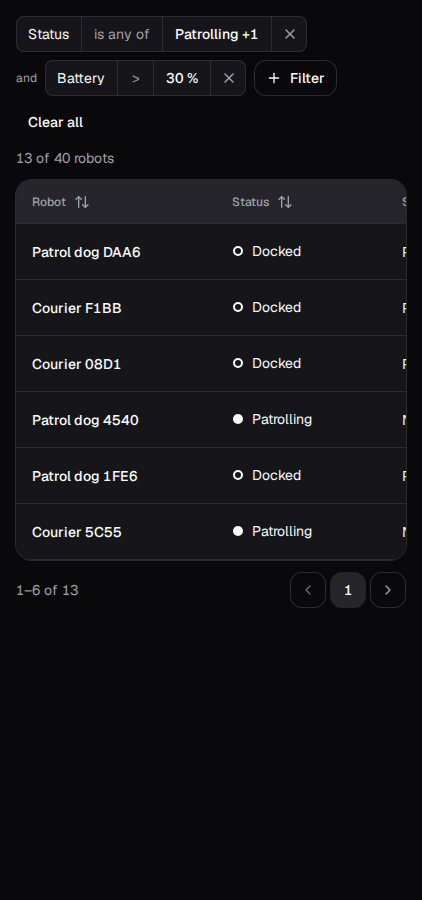 Status is any of Patrolling +1
and Battery > 30 % Filter
Clear all
13 of 40 robots
Robot Status
Patrol dog DAA6 Docked
Courier F1BB Docked
Courier 08D1 Docked
Patrol dog 4540 Patrolling
Patrol dog 1FE6 Docked
Courier 5C55 Patrolling
1–6 of 13 1